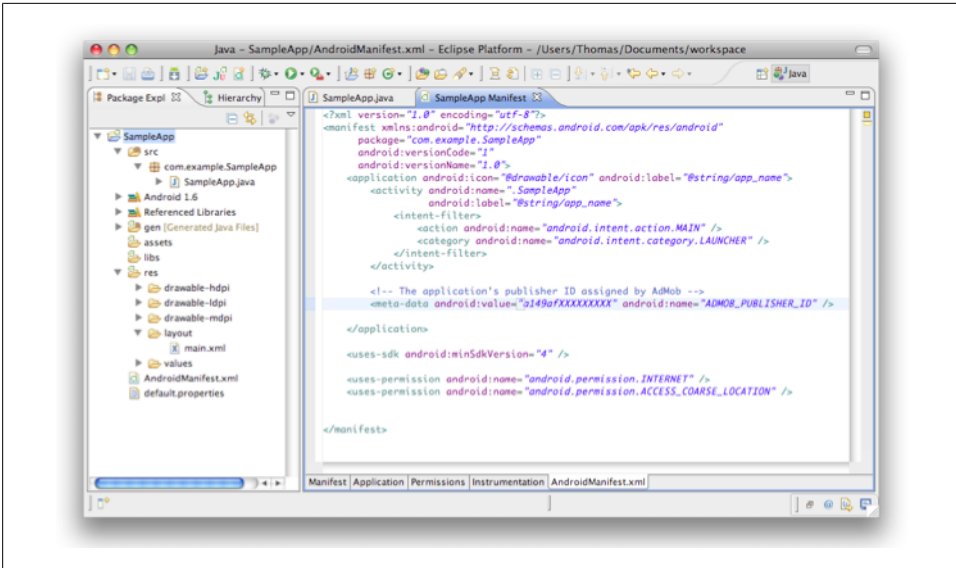 Java – SampleApp/AndroidManifest.xml – Eclipse Platform – /Users/Thomas/Documents/workspace
Java
Package Expl
Hierarchy
SampleApp.java
SampleApp Manifest
SampleApp
src
com.example.SampleApp
SampleApp.java
Android 1.6
Referenced Libraries
gen [Generated Java Files]
assets
libs
res
drawable-hdpi
drawable-ldpi
drawable-mdpi
layout
main.xml
values
AndroidManifest.xml
default.properties
<?xml version="1.0" encoding="utf-8"?>
<manifest xmlns:android="http://schemas.android.com/apk/res/android"
package="com.example.SampleApp"
android:versionCode="1"
android:versionName="1.0">
<application android:icon="@drawable/icon" android:label="@string/app_name">
<activity android:name=".SampleApp"
android:label="@string/app_name">
<intent-filter>
<action android:name="android.intent.action.MAIN" />
<category android:name="android.intent.category.LAUNCHER" />
</intent-filter>
</activity>
<!-- The application's publisher ID assigned by AdMob -->
<meta-data android:value="a149afXXXXXXXXX" android:name="ADMOB_PUBLISHER_ID" />
</application>
<uses-sdk android:minSdkVersion="4" />
<uses-permission android:name="android.permission.INTERNET" />
<uses-permission android:name="android.permission.ACCESS_COARSE_LOCATION" />
</manifest>
Manifest Application Permissions Instrumentation AndroidManifest.xml